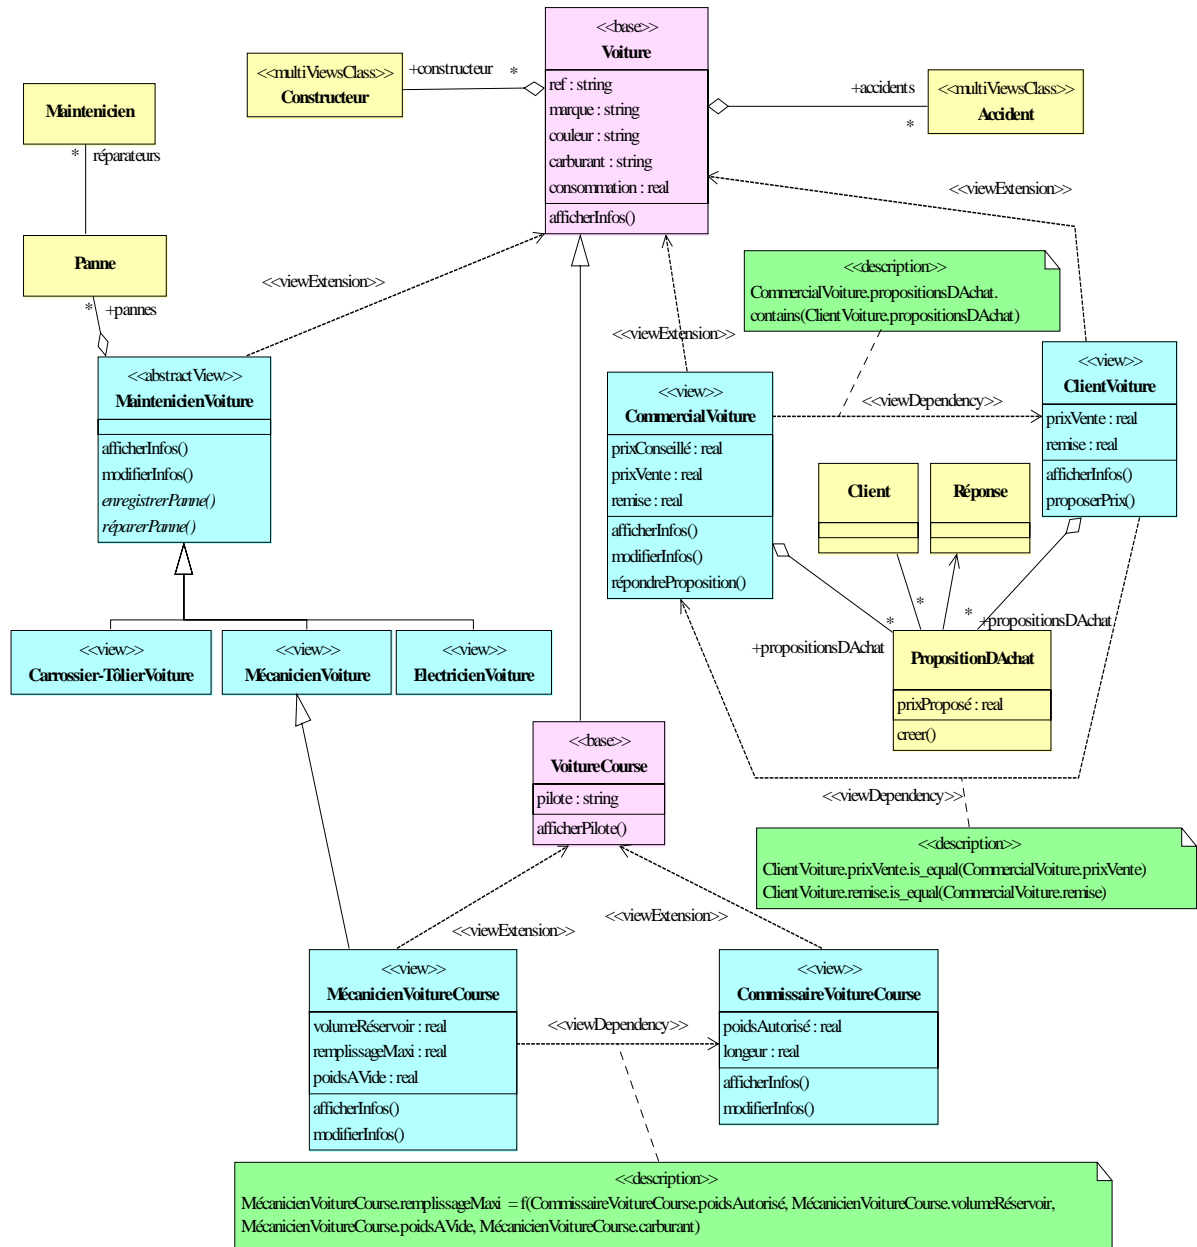 <<base>>
Voiture
ref : string
marque : string
couleur : string
carburant : string
consommation : real
afficherInfos()
<<multiViewsClass>>
Constructeur
+constructeur
*
+accidents
*
<<multiViewsClass>>
Accident
Maintenicien
*
réparateurs
Panne
*
+pannes
<<viewExtension>>
<<viewExtension>>
<<viewExtension>>
<<description>>
CommercialVoiture.propositionsDAchat.
contains(ClientVoiture.propositionsDAchat)
<<abstractView>>
MaintenicienVoiture
afficherInfos()
modifierInfos()
enregistrerPanne()
réparerPanne()
<<view>>
CommercialVoiture
prixConseillé : real
prixVente : real
remise : real
afficherInfos()
modifierInfos()
répondreProposition()
<<viewDependency>>
<<view>>
ClientVoiture
prixVente : real
remise : real
afficherInfos()
proposerPrix()
Client
Réponse
*
*
*
+propositionsDAchat
+propositionsDAchat
PropositionDAchat
prixProposé : real
creer()
<<view>>
Carrossier-TôlierVoiture
<<view>>
MécanicienVoiture
<<view>>
ElectricienVoiture
<<base>>
VoitureCourse
pilote : string
afficherPilote()
<<viewDependency>>
<<description>>
ClientVoiture.prixVente.is_equal(CommercialVoiture.prixVente)
ClientVoiture.remise.is_equal(CommercialVoiture.remise)
<<viewExtension>>
<<viewExtension>>
<<view>>
MécanicienVoitureCourse
volumeRéservoir : real
remplissageMaxi : real
poidsAVide : real
afficherInfos()
modifierInfos()
<<viewDependency>>
<<view>>
CommissaireVoitureCourse
poidsAutorisé : real
longeur : real
afficherInfos()
modifierInfos()
<<description>>
MécanicienVoitureCourse.remplissageMaxi = f(CommissaireVoitureCourse.poidsAutorisé, MécanicienVoitureCourse.volumeRéservoir,
MécanicienVoitureCourse.poidsAVide, MécanicienVoitureCourse.carburant)